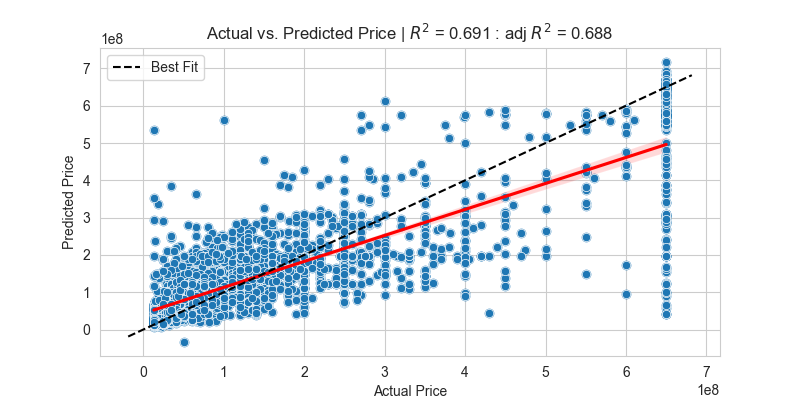 Actual vs. Predicted Price | R² = 0.691 : adj R² = 0.688
1e8
Best Fit
7
6
5
4
3
2
1
0
Predicted Price
0 1 2 3 4 5 6 7
1e8
Actual Price